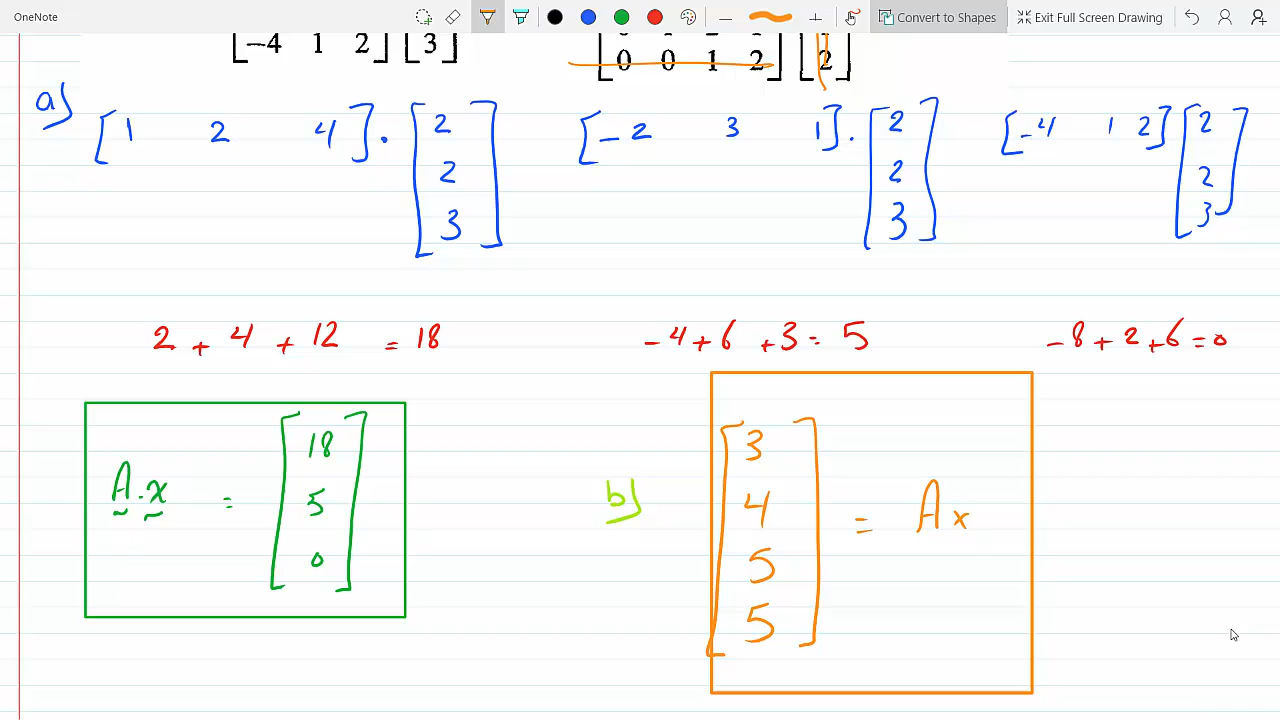 OneNote
Convert to Shapes
Exit Full Screen Drawing
[-4 1 2] [3]
[0 0 1 2] [2]
a)
[1 2 4] · [2 2 3]
[-2 3 1] · [2 2 3]
[-4 1 2] [2 2 3]
2 + 4 + 12 = 18
-4 + 6 + 3 = 5
-8 + 2 + 6 = 0
A.x = [18 5 0]
b)
[3 4 5 5] = Ax